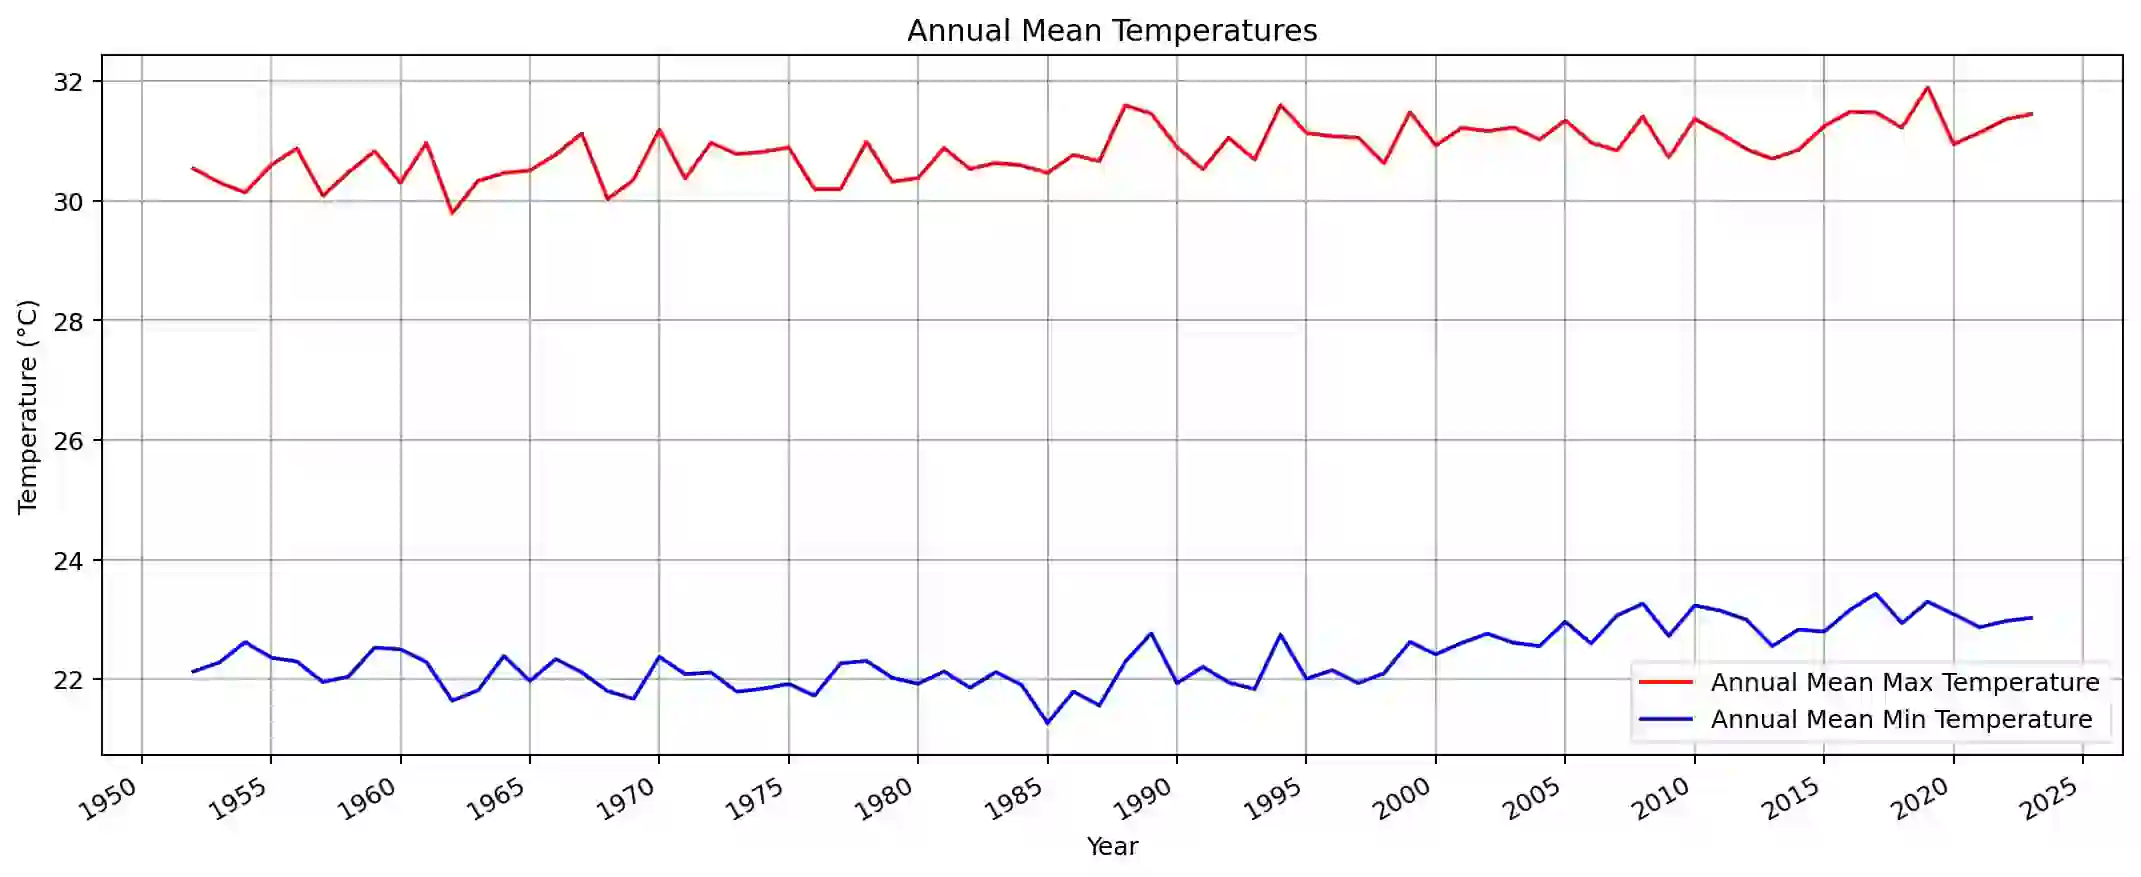 Annual Mean Temperatures
Temperature (°C)
32
30
28
26
24
22
Annual Mean Max Temperature
Annual Mean Min Temperature
1950 1955 1960 1965 1970 1975 1980 1985 1990 1995 2000 2005 2010 2015 2020 2025
Year